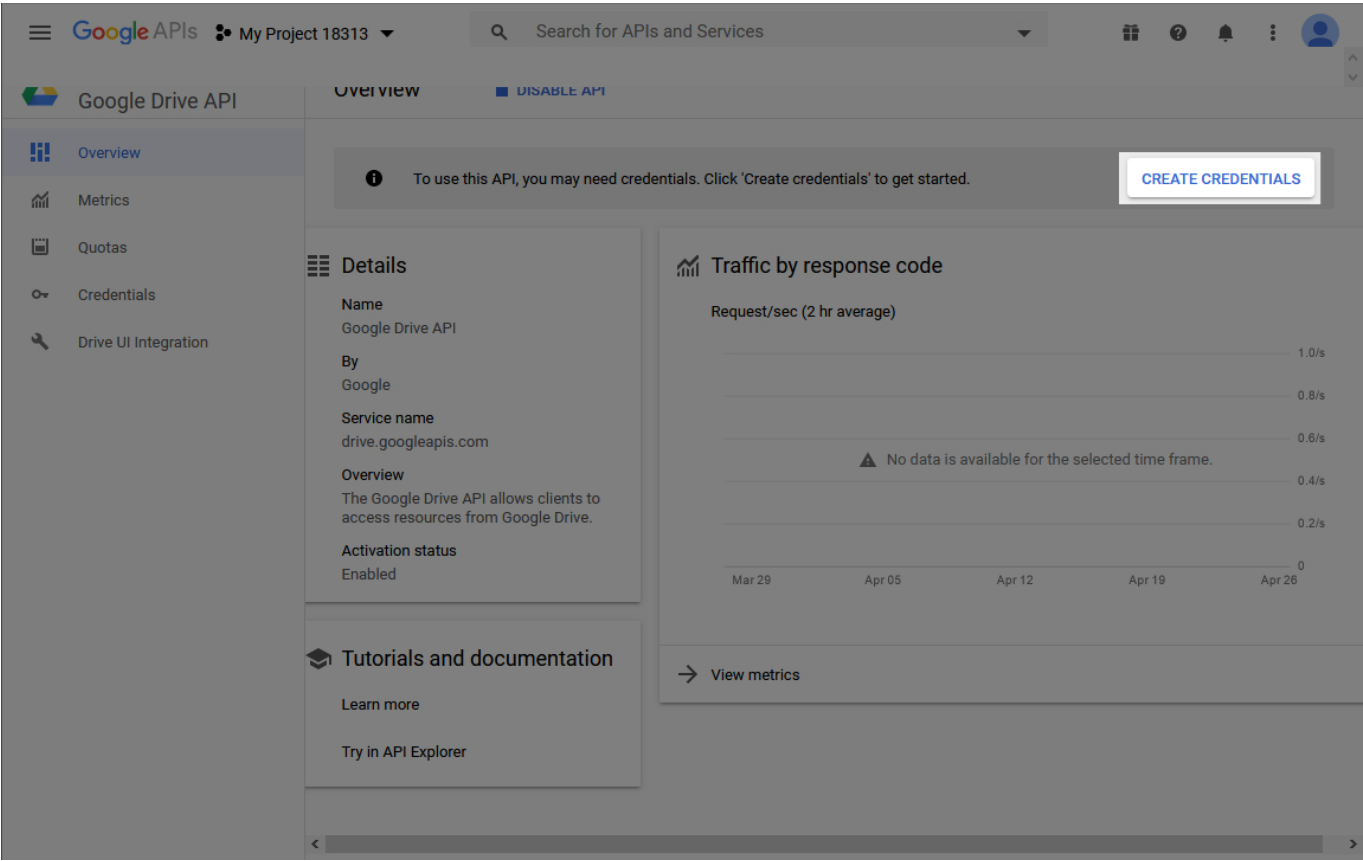 Google APIs
My Project 18313
Search for APIs and Services
Google Drive API
Overview
DISABLE API
Overview
Metrics
Quotas
Credentials
Drive UI Integration
To use this API, you may need credentials. Click 'Create credentials' to get started.
CREATE CREDENTIALS
Details
Name
Google Drive API
By
Google
Service name
drive.googleapis.com
Overview
The Google Drive API allows clients to
access resources from Google Drive.
Activation status
Enabled
Tutorials and documentation
Learn more
Try in API Explorer
Traffic by response code
Request/sec (2 hr average)
1.0/s
0.8/s
0.6/s
No data is available for the selected time frame.
0.4/s
0.2/s
0
Mar 29 Apr 05 Apr 12 Apr 19 Apr 26
View metrics